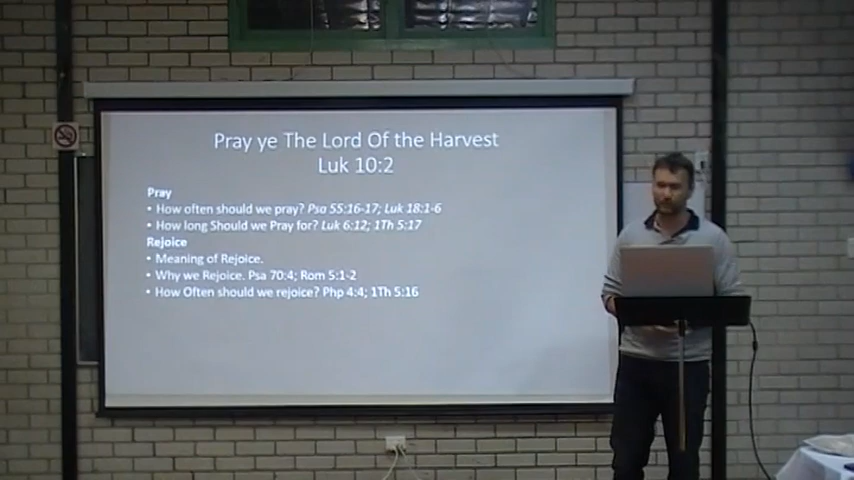 Pray ye The Lord Of the Harvest
Luk 10:2
Pray
• How often should we pray? Psa 55:16-17; Luk 18:1-6
• How long Should we Pray for? Luk 6:12; 1Th 5:17
Rejoice
• Meaning of Rejoice.
• Why we Rejoice. Psa 70:4; Rom 5:1-2
• How Often should we rejoice? Php 4:4; 1Th 5:16